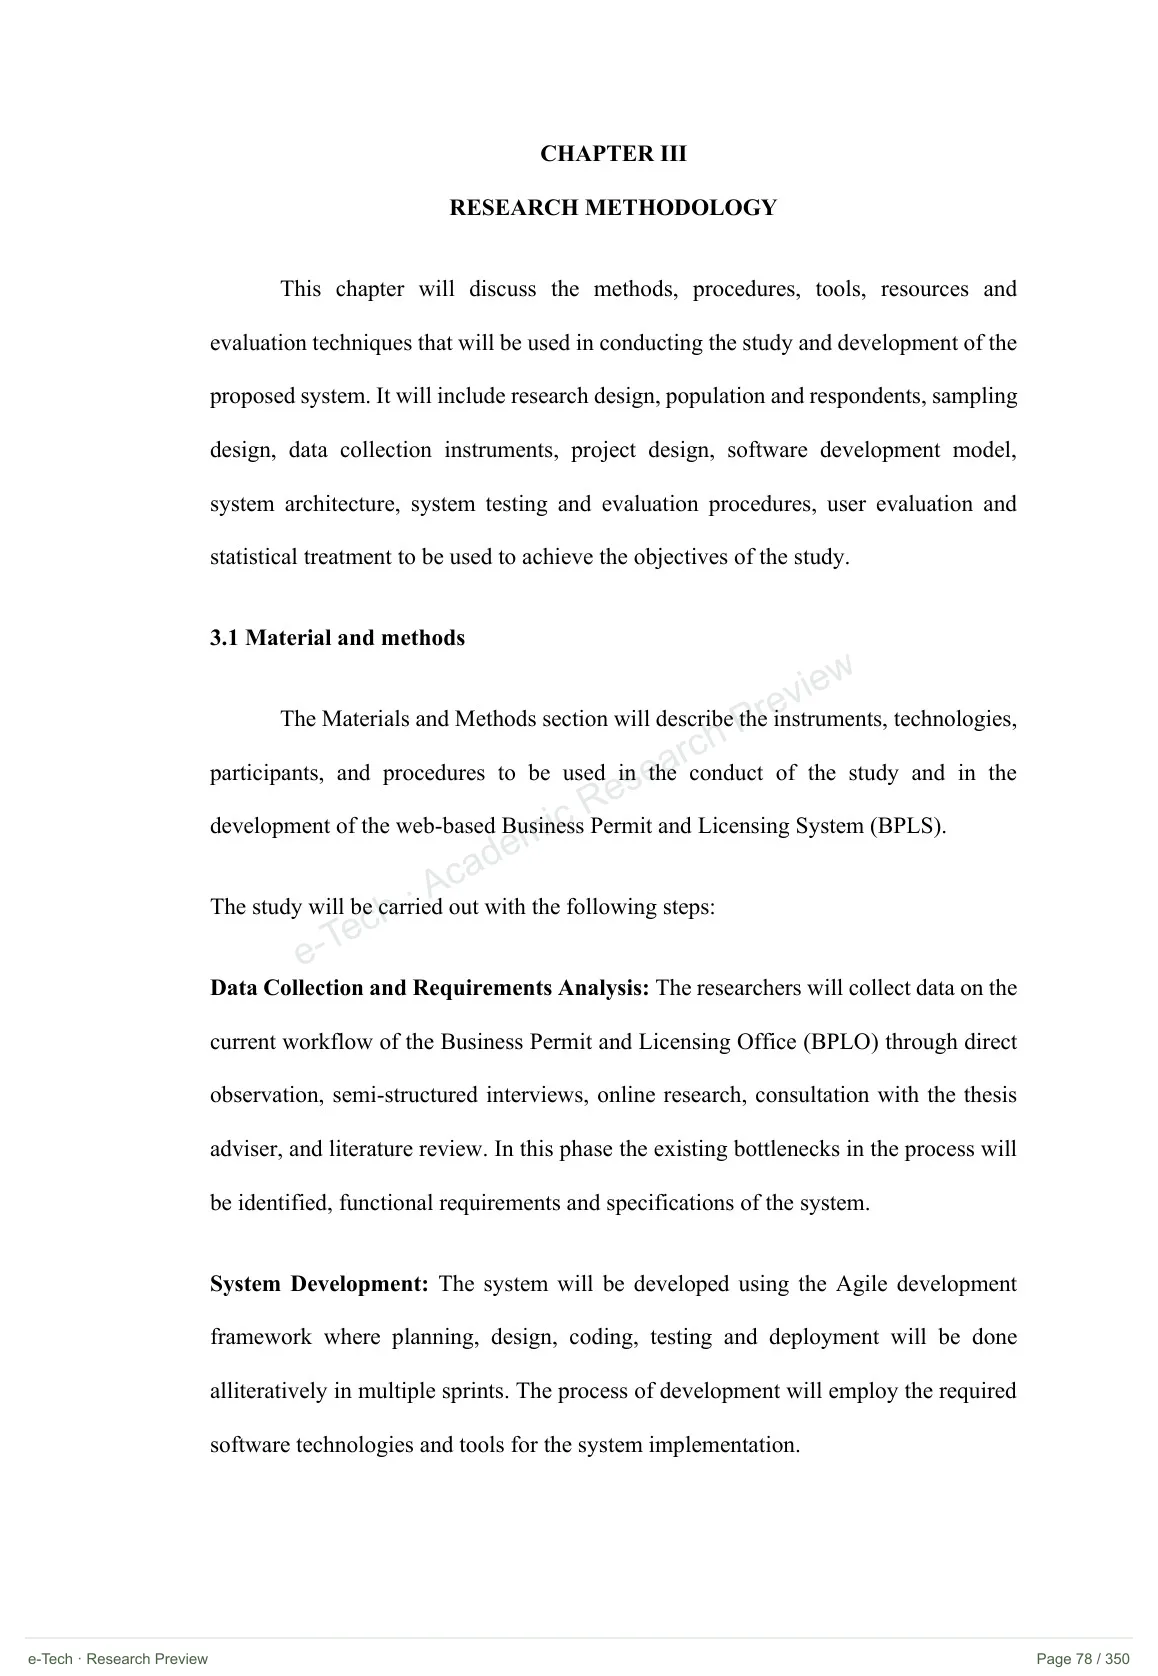 CHAPTER III
RESEARCH METHODOLOGY
This chapter will discuss the methods, procedures, tools, resources and
evaluation techniques that will be used in conducting the study and development of the
proposed system. It will include research design, population and respondents, sampling
design, data collection instruments, project design, software development model,
system architecture, system testing and evaluation procedures, user evaluation and
statistical treatment to be used to achieve the objectives of the study.
3.1 Material and methods
The Materials and Methods section will describe the instruments, technologies,
participants, and procedures to be used in the conduct of the study and in the
development of the web-based Business Permit and Licensing System (BPLS).
The study will be carried out with the following steps:
Data Collection and Requirements Analysis: The researchers will collect data on the
current workflow of the Business Permit and Licensing Office (BPLO) through direct
observation, semi-structured interviews, online research, consultation with the thesis
adviser, and literature review. In this phase the existing bottlenecks in the process will
be identified, functional requirements and specifications of the system.
System Development: The system will be developed using the Agile development
framework where planning, design, coding, testing and deployment will be done
alliteratively in multiple sprints. The process of development will employ the required
software technologies and tools for the system implementation.
e-Tech · Academic Research Preview
e-Tech · Research Preview
Page 78 / 350